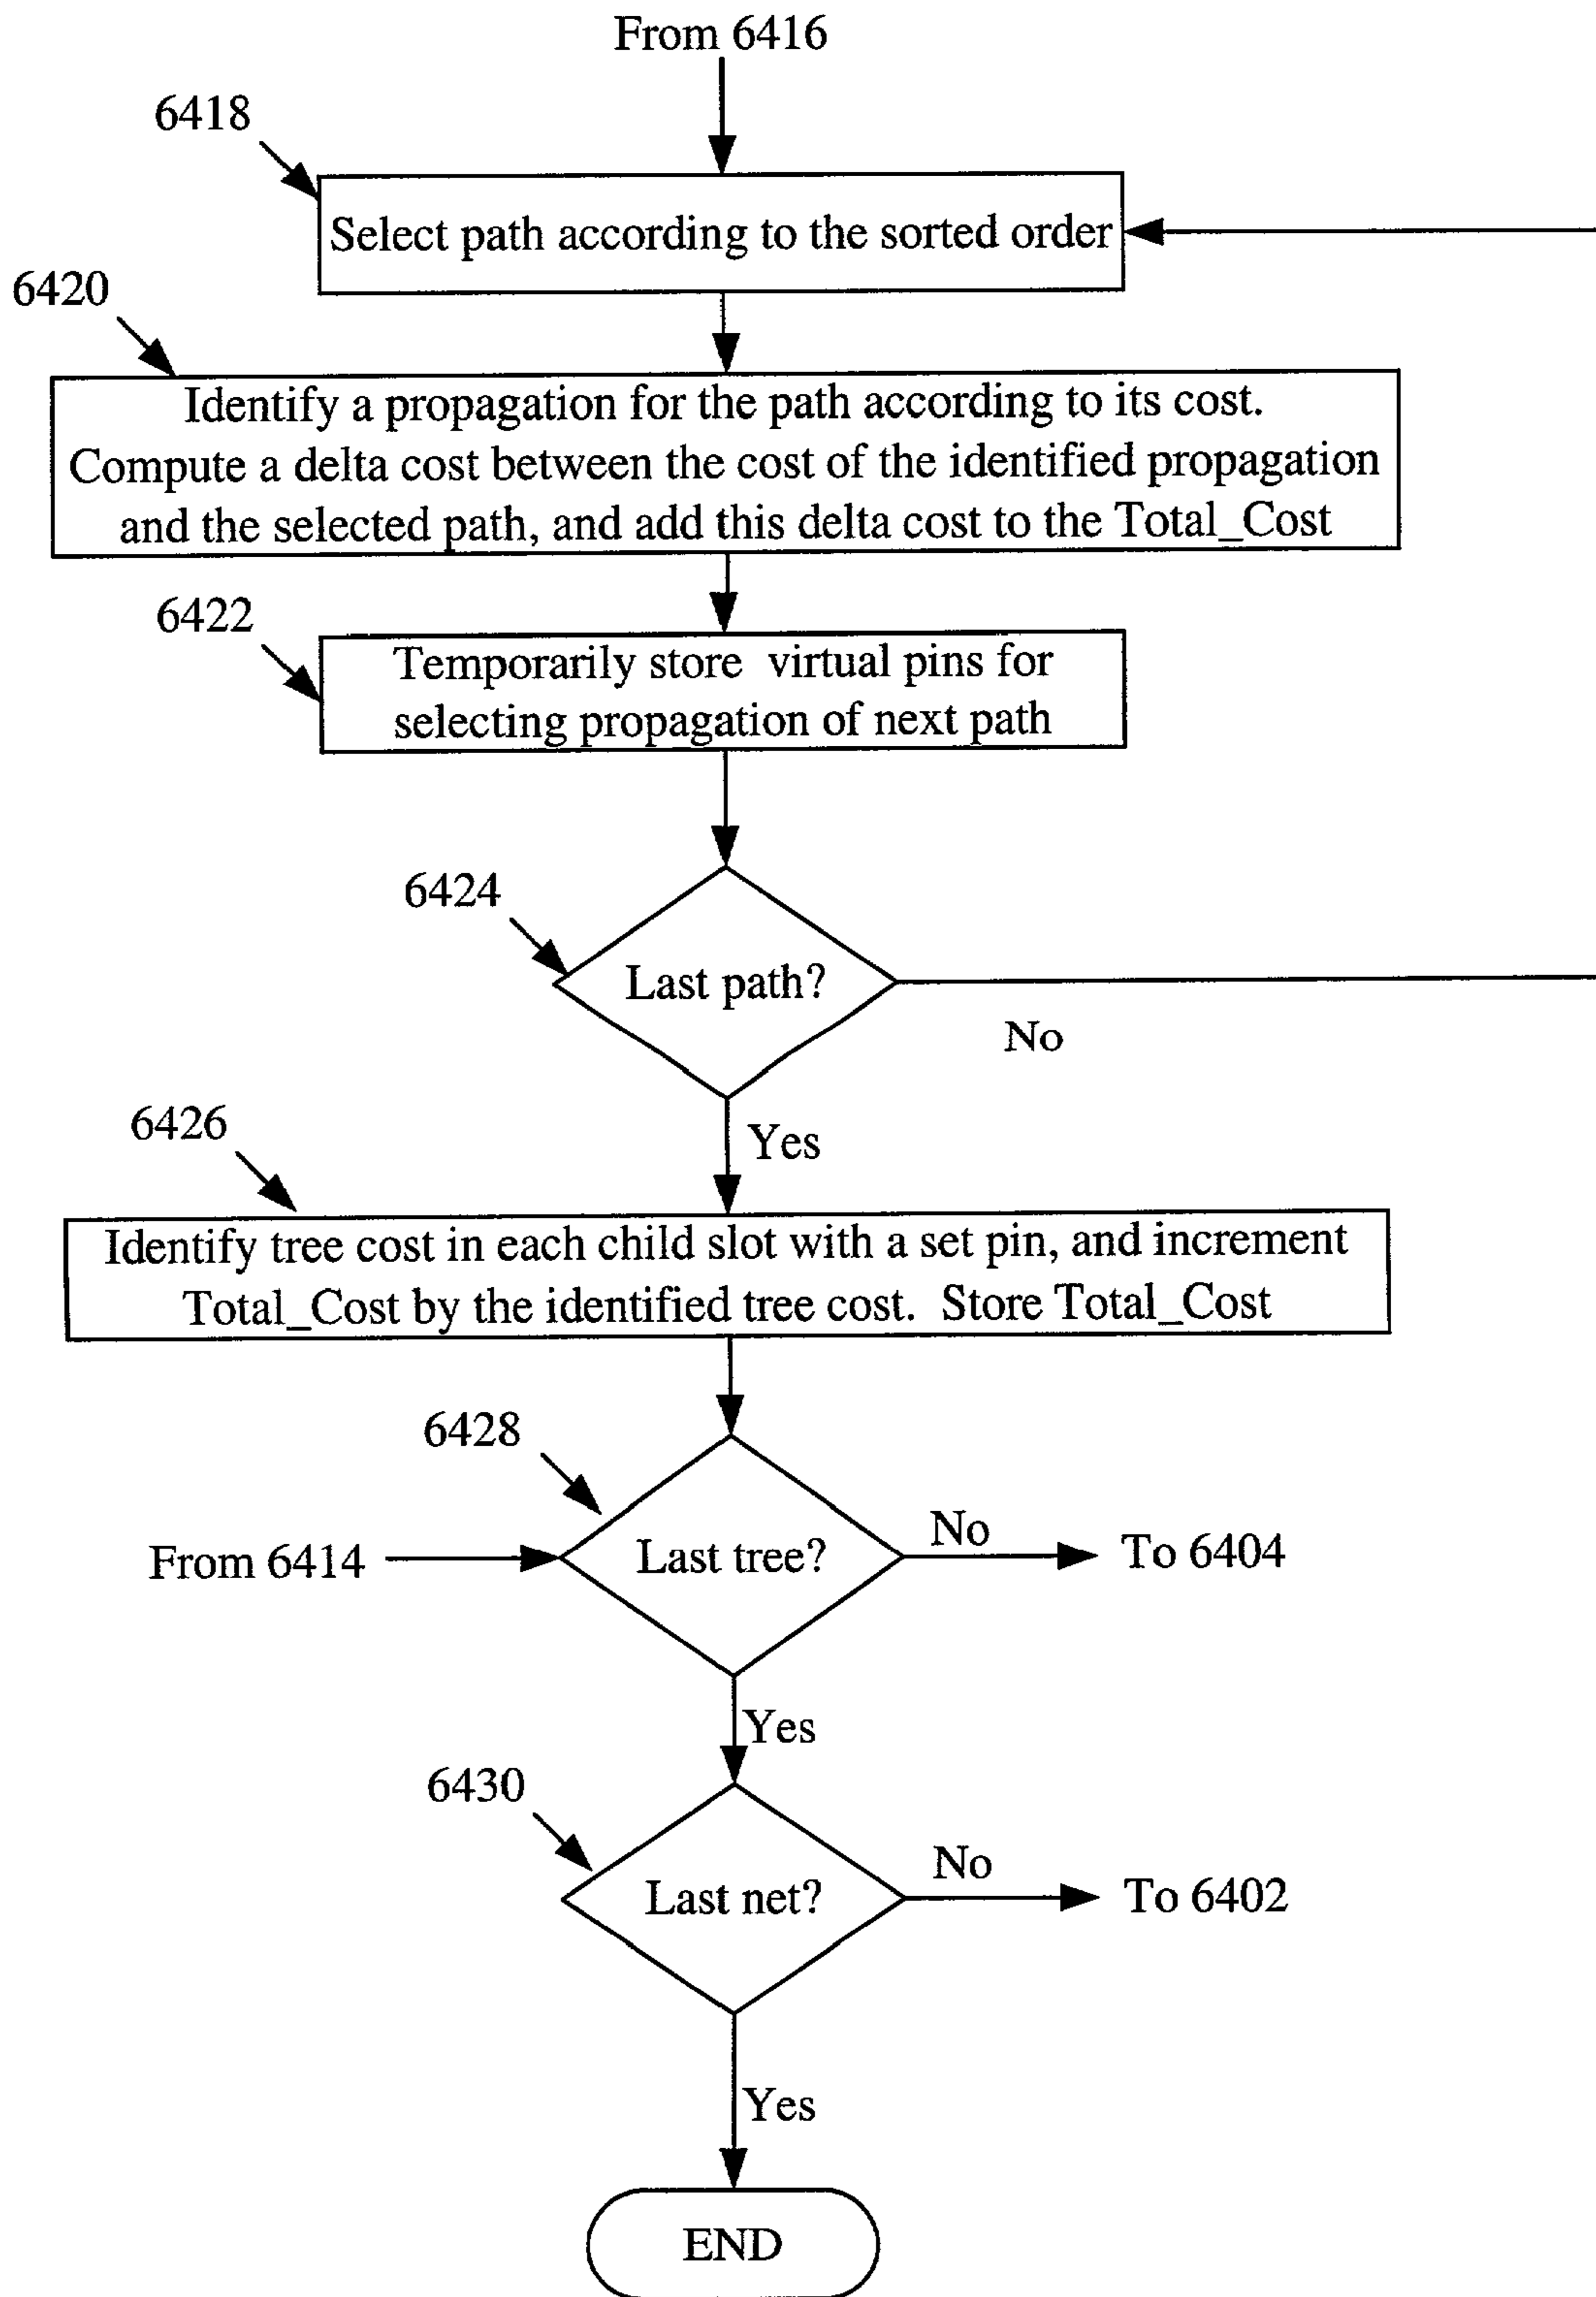 From 6416
6418
Select path according to the sorted order
6420
Identify a propagation for the path according to its cost.
Compute a delta cost between the cost of the identified propagation
and the selected path, and add this delta cost to the Total_Cost
6422
Temporarily store virtual pins for
selecting propagation of next path
6424
Last path?
No
Yes
6426
Identify tree cost in each child slot with a set pin, and increment
Total_Cost by the identified tree cost. Store Total_Cost
6428
From 6414
Last tree?
No
To 6404
Yes
6430
Last net?
No
To 6402
Yes
END